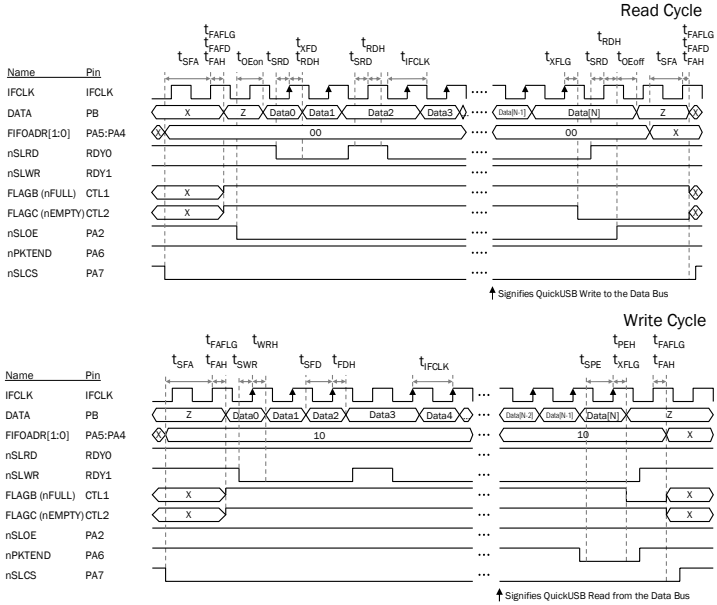 Read Cycle
tFAFLG tRDH tFAFLG
tFAFD tXFD tRDH tFAFD
tSFA tFAH tOEon tSRD tRDH tSRD tIFCLK tXFLG tSRD tOEoff tSFA tFAH
Name Pin
IFCLK IFCLK
DATA PB X Z Data0 Data1 Data2 Data3 .... Data[N-1] Data[N] Z X
FIFOADR[1:0] PA5:PA4 X 00 .... 00 X
nSLRD RDY0 ....
nSLWR RDY1 ....
FLAGB (nFULL) CTL1 X .... X
FLAGC (nEMPTY) CTL2 X .... X
nSLOE PA2 ....
nPKTEND PA6 ....
nSLCS PA7 ....
Signifies QuickUSB Write to the Data Bus
Write Cycle
tFAFLG tWRH tPEH tFAFLG
tSFA tFAH tSWR tSFD tFDH tIFCLK tSPE tXFLG tFAH
Name Pin
IFCLK IFCLK ...
DATA PB Z Data0 Data1 Data2 Data3 Data4 ... Data[N-2] Data[N-1] Data[N] Z
FIFOADR[1:0] PA5:PA4 X 10 ... 10 X
nSLRD RDY0 ...
nSLWR RDY1 ...
FLAGB (nFULL) CTL1 X ... X
FLAGC (nEMPTY) CTL2 X ... X
nSLOE PA2 ...
nPKTEND PA6 ...
nSLCS PA7 ...
Signifies QuickUSB Read from the Data Bus